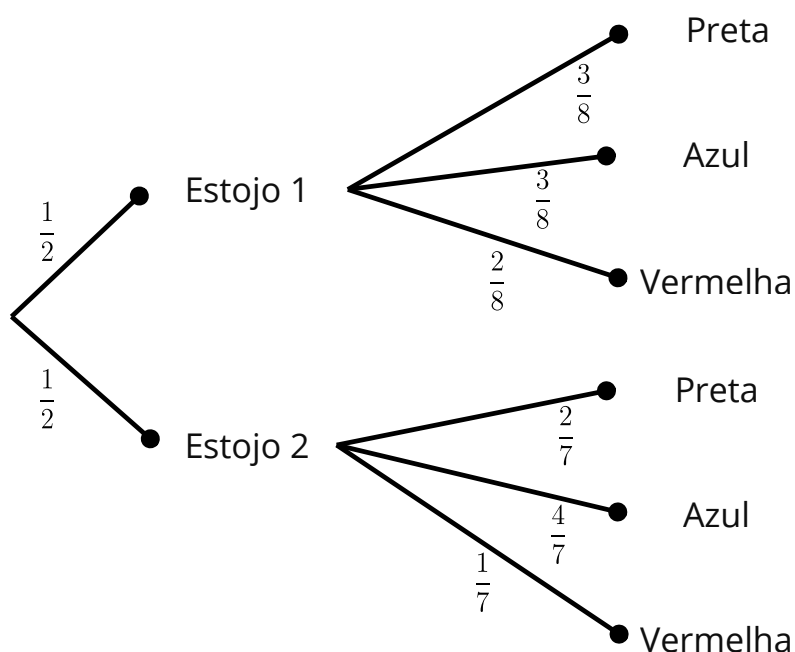 Preta
3/8
Azul
3/8
Estojo 1
1/2
2/8
Vermelha
1/2
Preta
2/7
Estojo 2
Azul
4/7
1/7
Vermelha